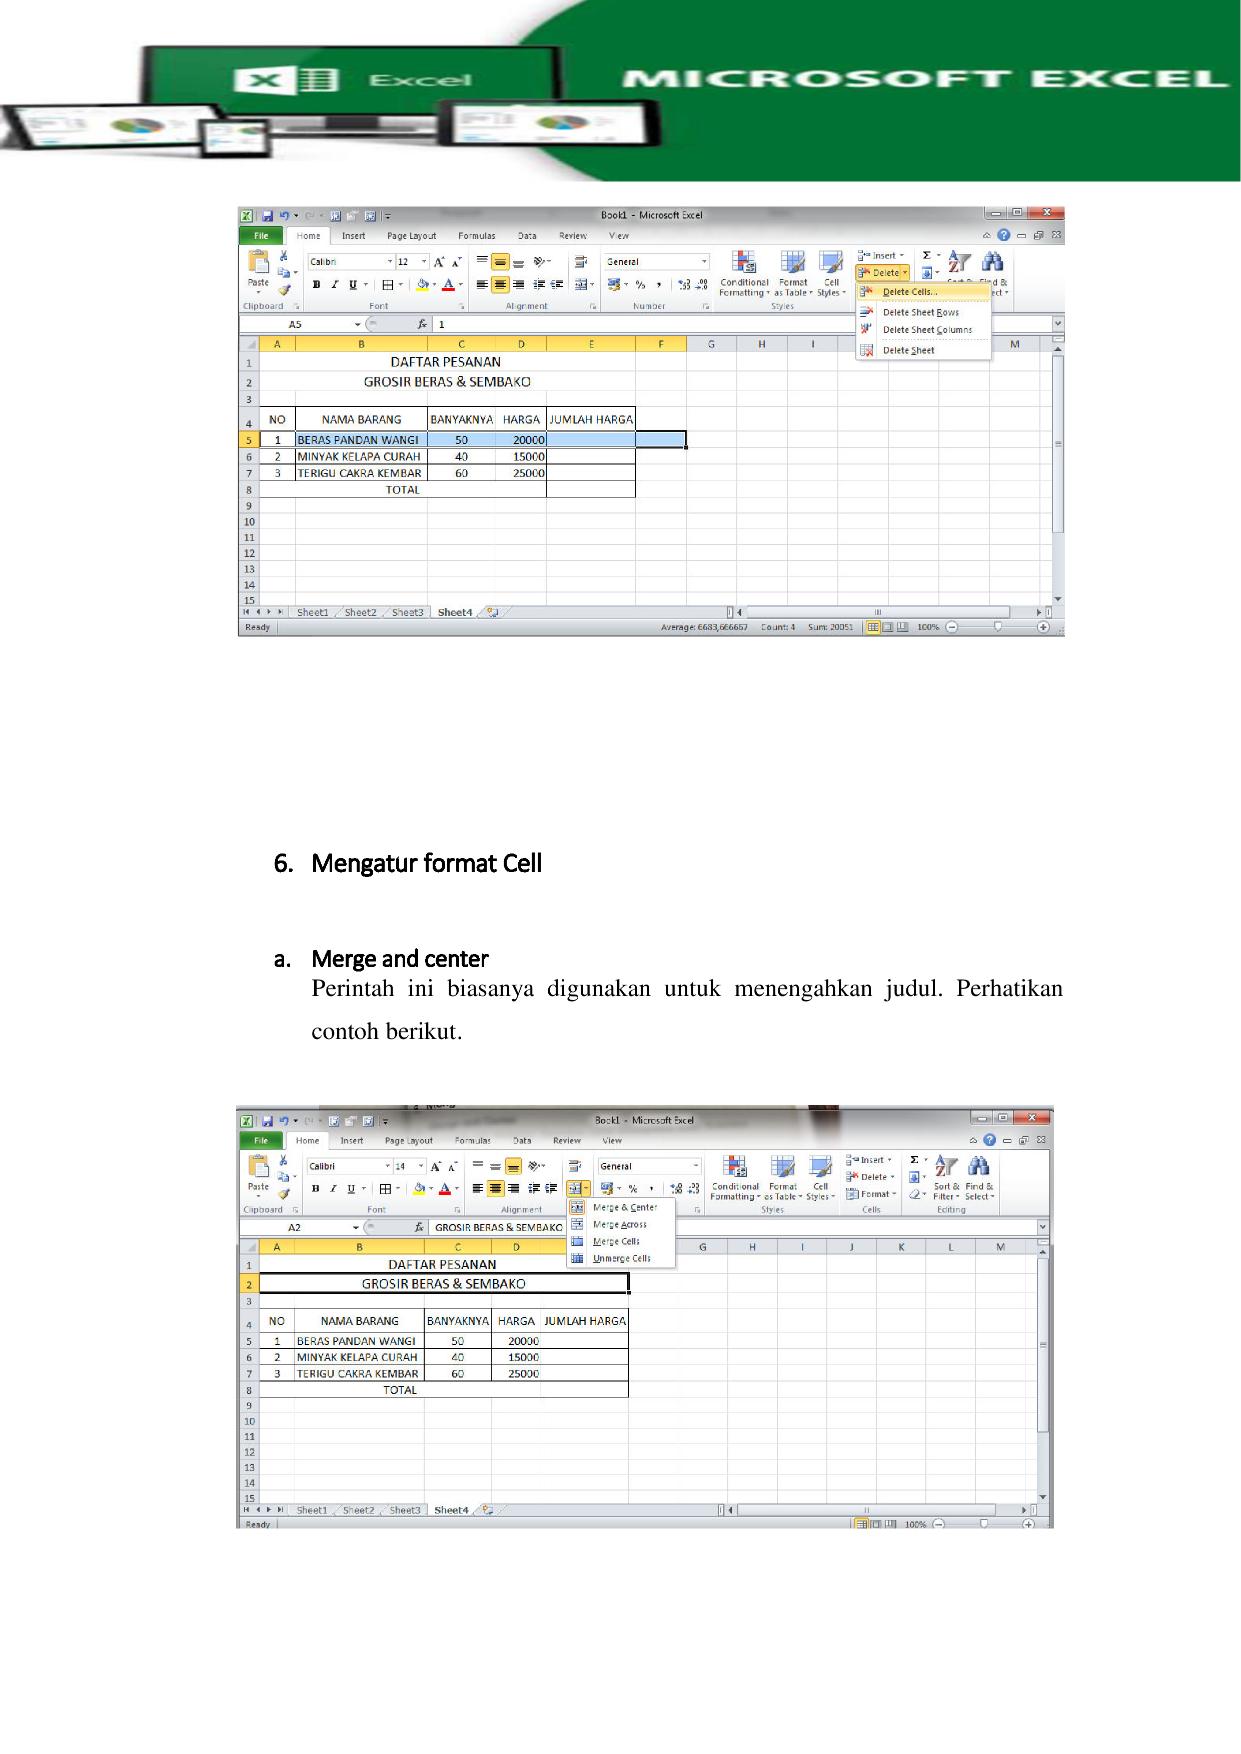 Excel
MICROSOFT EXCEL
Book1 - Microsoft Excel
File Home Insert Page Layout Formulas Data Review View
Calibri 12 General Insert Σ
Paste Delete
B I U A % , Conditional Format Cell Delete Cells...
Formatting as Table Styles
Clipboard Font Alignment Number Styles Delete Sheet Rows
A5 fx 1 Delete Sheet Columns
A B C D E F G H I M Delete Sheet
1 DAFTAR PESANAN
2 GROSIR BERAS & SEMBAKO
3
4 NO NAMA BARANG BANYAKNYA HARGA JUMLAH HARGA
5 1 BERAS PANDAN WANGI 50 20000
6 2 MINYAK KELAPA CURAH 40 15000
7 3 TERIGU CAKRA KEMBAR 60 25000
8 TOTAL
9
10
11
12
13
14
15
Sheet1 Sheet2 Sheet3 Sheet4
Ready Average: 6683,666667 Count: 4 Sum: 20051 100%
6. Mengatur format Cell
a. Merge and center
Perintah ini biasanya digunakan untuk menengahkan judul. Perhatikan
contoh berikut.
Book1 - Microsoft Excel
File Home Insert Page Layout Formulas Data Review View
Calibri 14 General Insert Σ
Paste Delete
B I U A % , Conditional Format Cell Format Sort & Find &
Formatting as Table Styles Filter Select
Clipboard Font Alignment Merge & Center Styles Cells Editing
A2 fx GROSIR BERAS & SEMBAKO Merge Across
Merge Cells
A B C D G H I J K L M
Unmerge Cells
1 DAFTAR PESANAN
2 GROSIR BERAS & SEMBAKO
3
4 NO NAMA BARANG BANYAKNYA HARGA JUMLAH HARGA
5 1 BERAS PANDAN WANGI 50 20000
6 2 MINYAK KELAPA CURAH 40 15000
7 3 TERIGU CAKRA KEMBAR 60 25000
8 TOTAL
9
10
11
12
13
14
15
Sheet1 Sheet2 Sheet3 Sheet4
Ready 100%